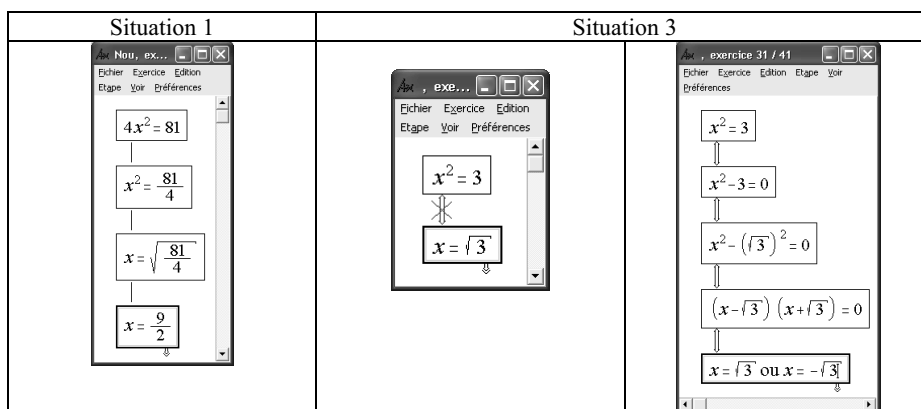 Situation 1
Situation 3
Nou, ex...
Fichier Exercice Edition
Etape Voir Préférences
4x² = 81
x² = 81/4
x = √(81/4)
x = 9/2
, exe...
Fichier Exercice Edition
Etape Voir Préférences
x² = 3
x = √3
, exercice 31 / 41
Fichier Exercice Edition Etape Voir
Préférences
x² = 3
x² − 3 = 0
x² − (√3)² = 0
(x − √3) (x + √3) = 0
x = √3 ou x = −√3